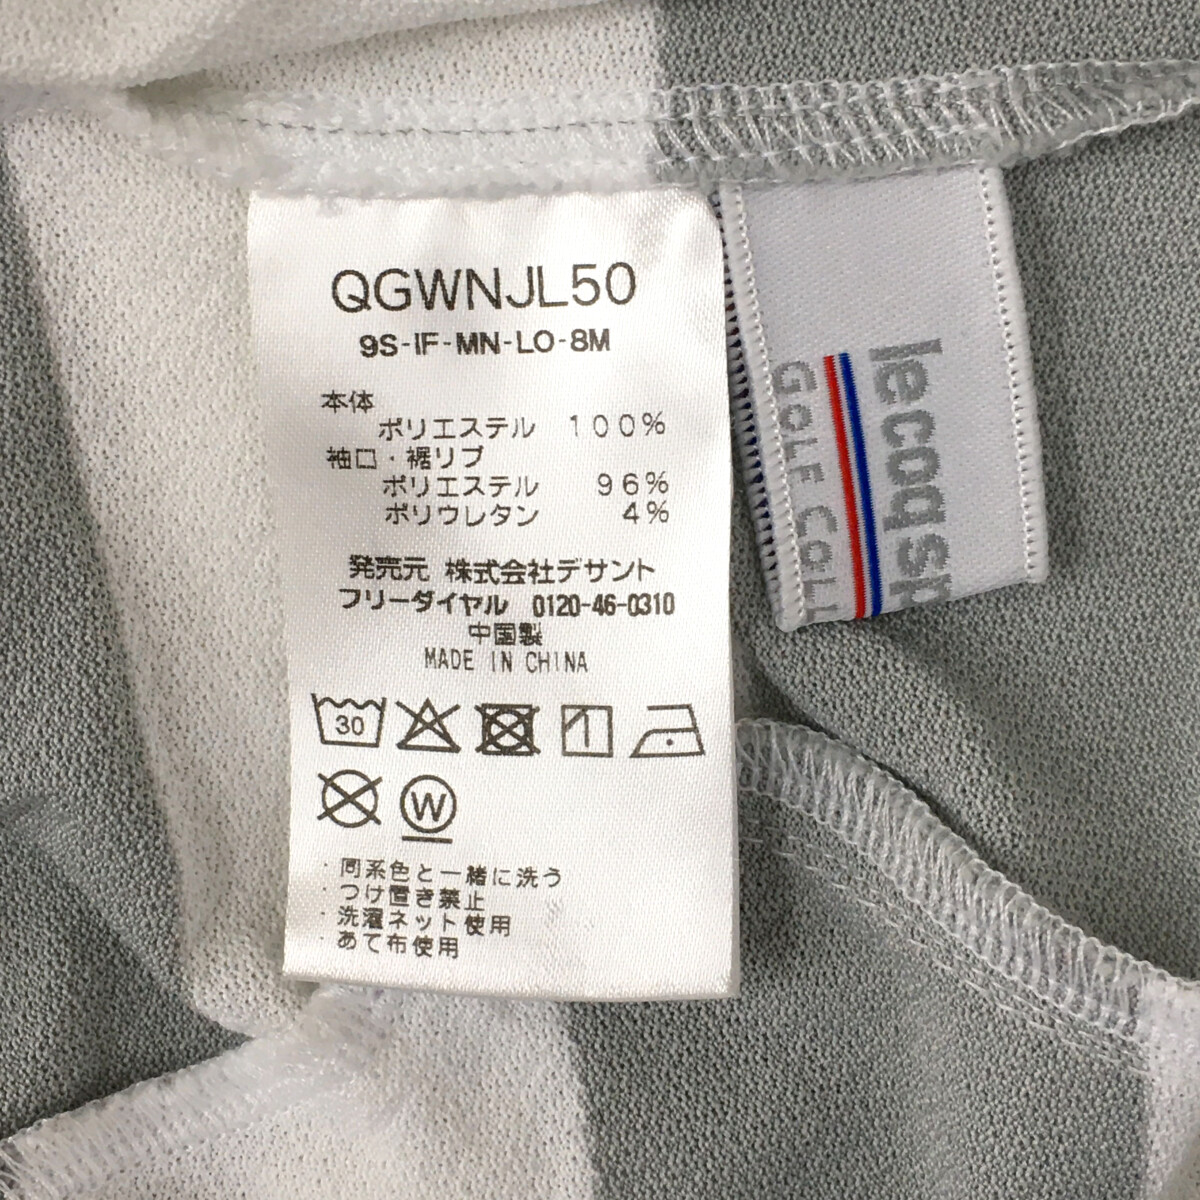 QGWNJL50
9S-IF-MN-LO-8M
本体
ポリエステル 100%
袖口・裾リブ
ポリエステル 96%
ポリウレタン 4%
発売元 株式会社デサント
フリーダイヤル 0120-46-0310
中国製
MADE IN CHINA
30
W
・同系色と一緒に洗う
・つけ置き禁止
・洗濯ネット使用
・あて布使用
lecoq sp
GOLF COLL